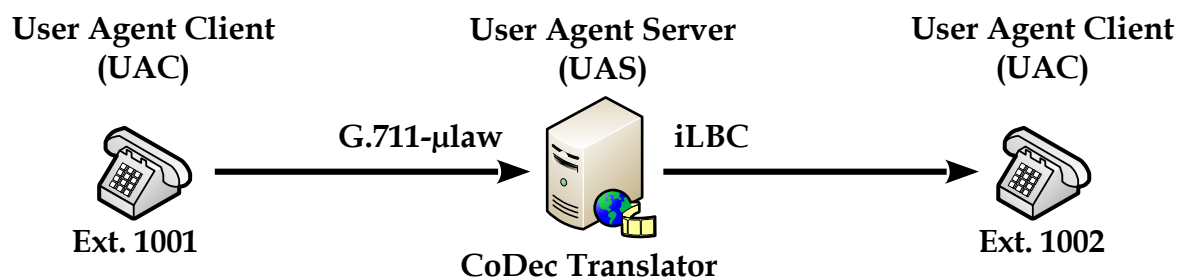 User Agent Client
(UAC)
User Agent Server
(UAS)
User Agent Client
(UAC)
G.711-μlaw
iLBC
Ext. 1001
Ext. 1002
CoDec Translator